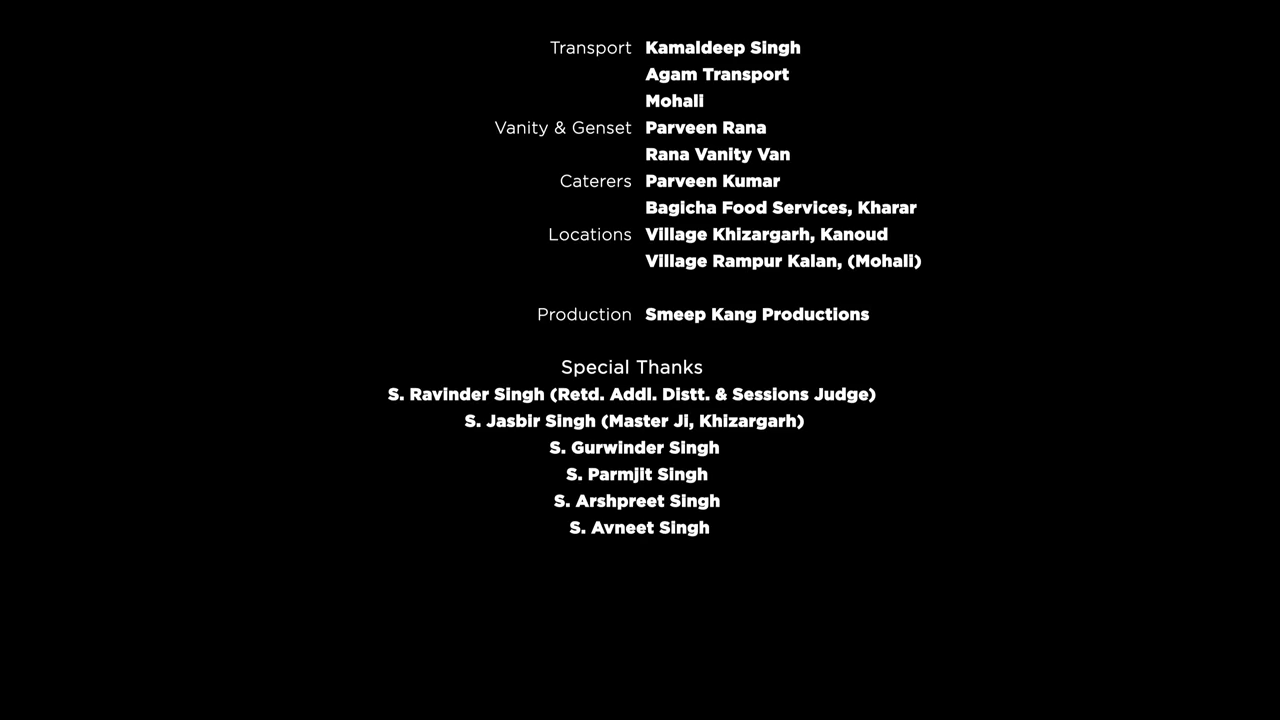 Transport Kamaldeep Singh
Agam Transport
Mohali
Vanity & Genset Parveen Rana
Rana Vanity Van
Caterers Parveen Kumar
Bagicha Food Services, Kharar
Locations Village Khizargarh, Kanoud
Village Rampur Kalan, (Mohali)
Production Smeep Kang Productions
Special Thanks
S. Ravinder Singh (Retd. Addl. Distt. & Sessions Judge)
S. Jasbir Singh (Master Ji, Khizargarh)
S. Gurwinder Singh
S. Parmjit Singh
S. Arshpreet Singh
S. Avneet Singh